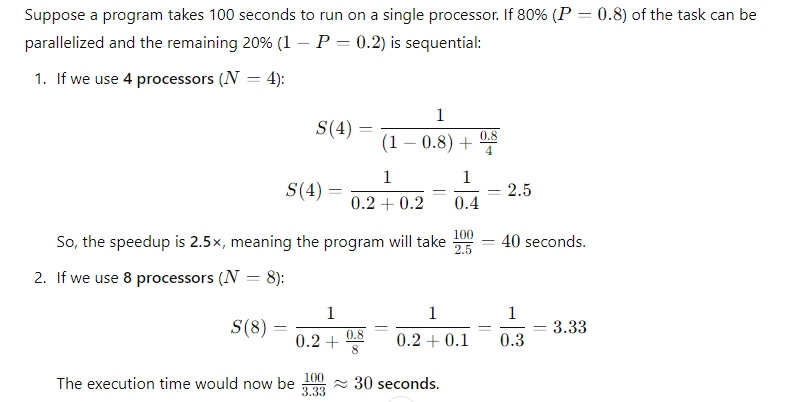 Suppose a program takes 100 seconds to run on a single processor. If 80% (P = 0.8) of the task can be
parallelized and the remaining 20% (1 − P = 0.2) is sequential:
1. If we use 4 processors (N = 4):
S(4) = \frac{1}{(1 − 0.8) + \frac{0.8}{4}}
S(4) = \frac{1}{0.2 + 0.2} = \frac{1}{0.4} = 2.5
So, the speedup is 2.5×, meaning the program will take \frac{100}{2.5} = 40 seconds.
2. If we use 8 processors (N = 8):
S(8) = \frac{1}{0.2 + \frac{0.8}{8}} = \frac{1}{0.2 + 0.1} = \frac{1}{0.3} = 3.33
The execution time would now be \frac{100}{3.33} ≈ 30 seconds.